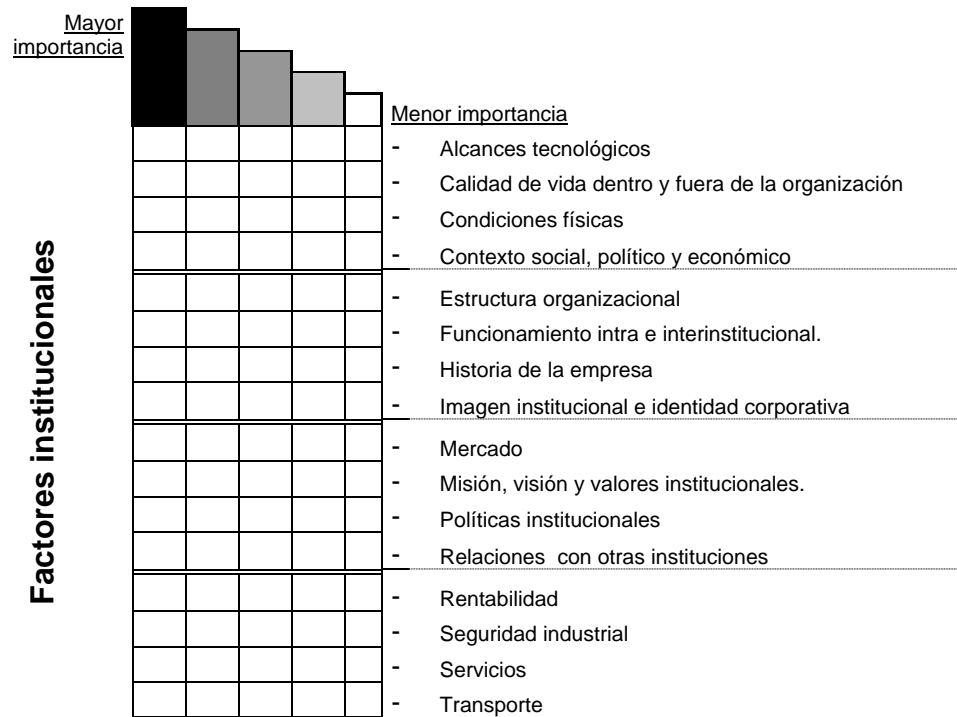 Mayor
importancia
Menor importancia
- Alcances tecnológicos
- Calidad de vida dentro y fuera de la organización
- Condiciones físicas
- Contexto social, político y económico
- Estructura organizacional
- Funcionamiento intra e interinstitucional.
- Historia de la empresa
- Imagen institucional e identidad corporativa
- Mercado
- Misión, visión y valores institucionales.
- Políticas institucionales
- Relaciones con otras instituciones
- Rentabilidad
- Seguridad industrial
- Servicios
- Transporte
Factores institucionales